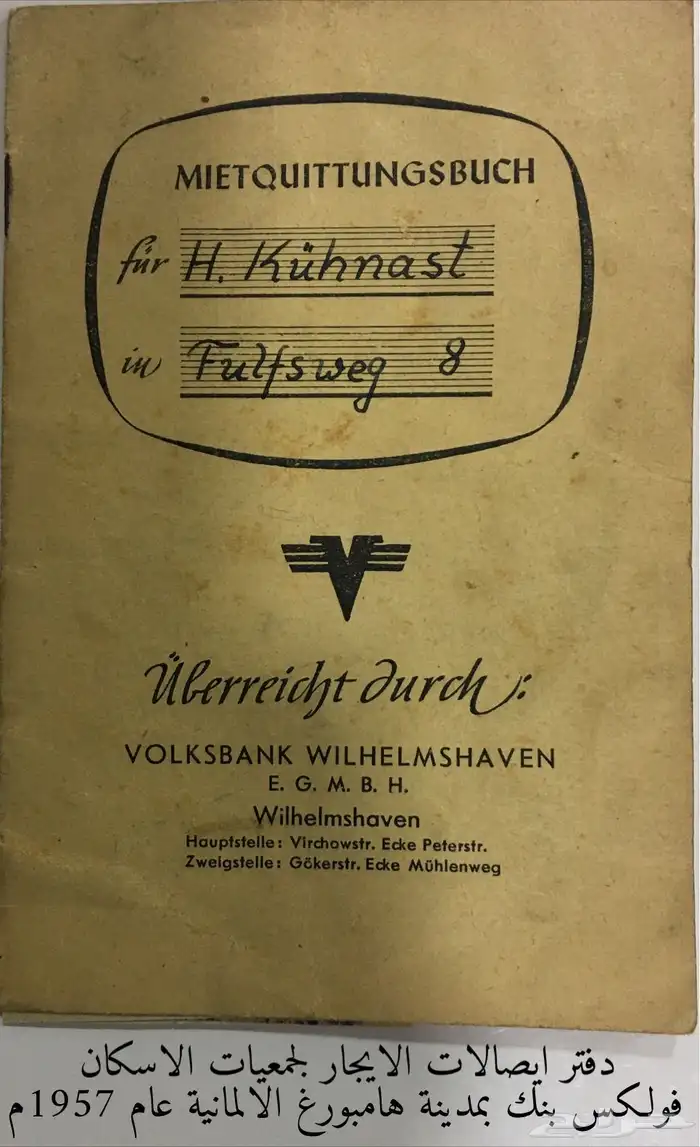 MIETQUITTUNGSBUCH
für H. Kühnast
in Fulfsweg 8
Überreicht durch:
VOLKSBANK WILHELMSHAVEN
E. G. M. B. H.
Wilhelmshaven
Hauptstelle: Virchowstr. Ecke Peterstr.
Zweigstelle: Gökerstr. Ecke Mühlenweg
دفتر ايصالات الايجار لجمعيات الاسكان
فولكس بنك بمدينة هامبورغ الالمانية عام 1957م